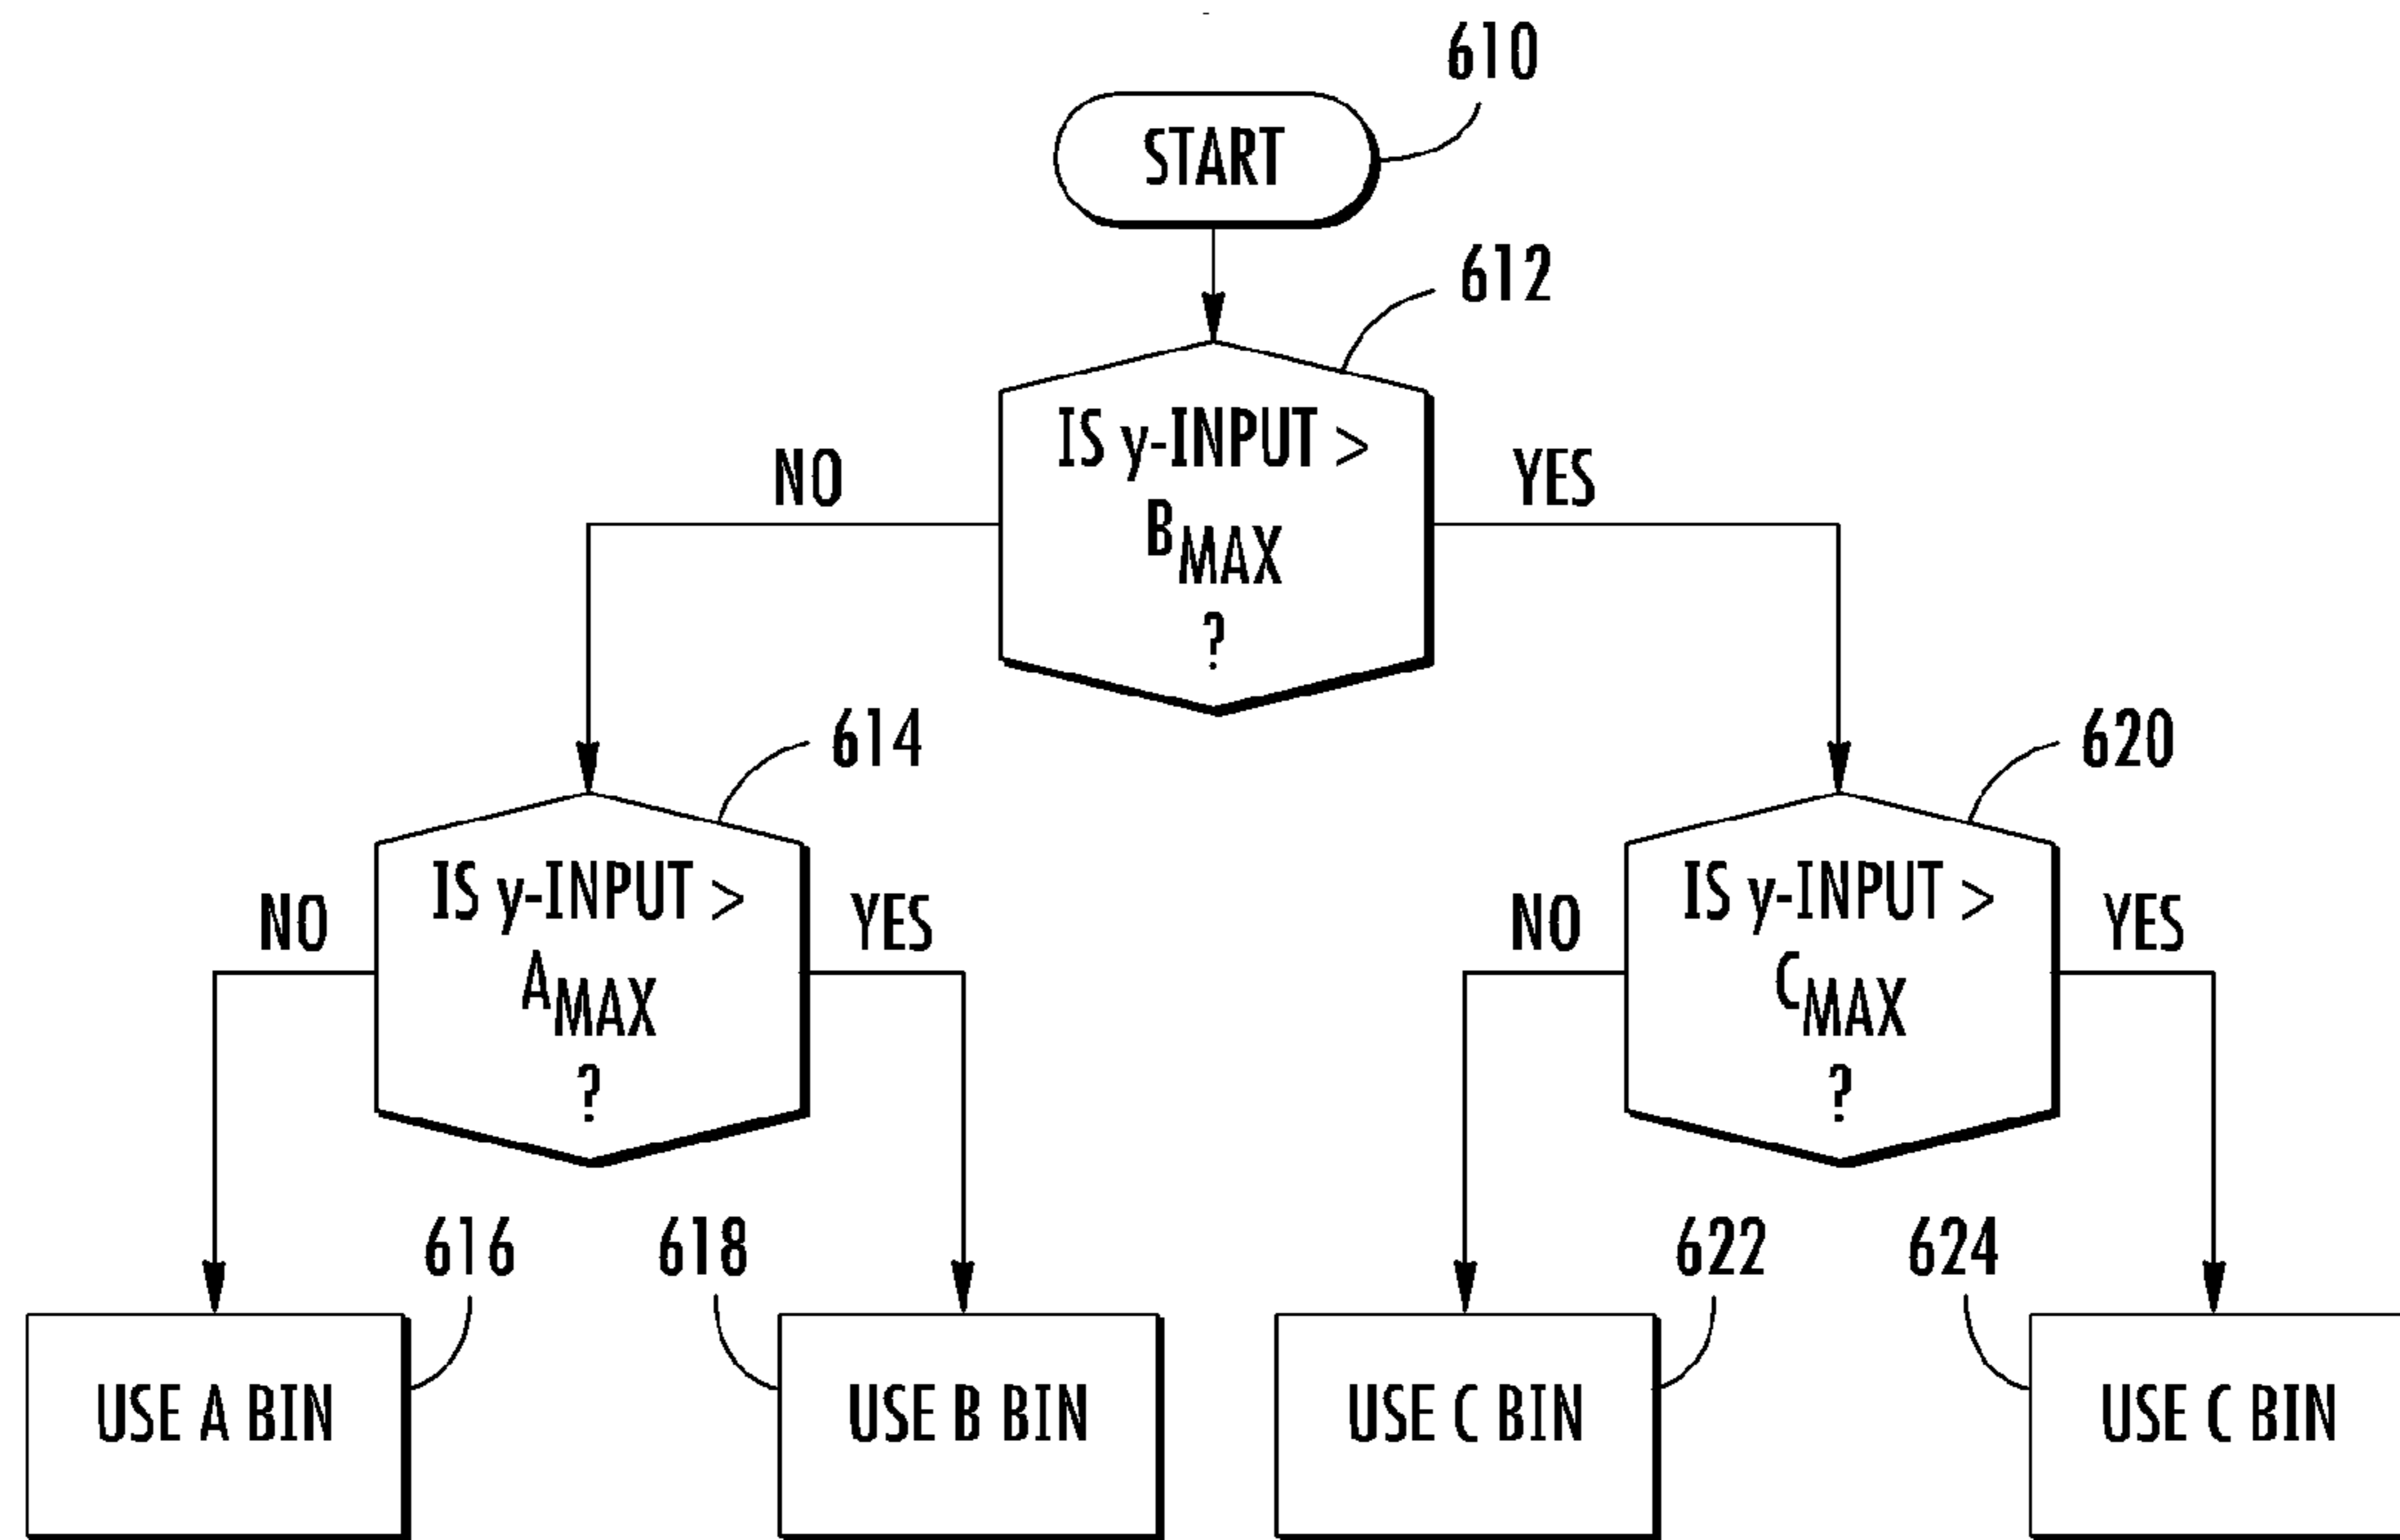 610
START
612
IS y-INPUT >
BMAX
?
NO
YES
614
IS y-INPUT >
AMAX
?
NO
YES
620
IS y-INPUT >
CMAX
?
NO
YES
616
USE A BIN
618
USE B BIN
622
USE C BIN
624
USE C BIN